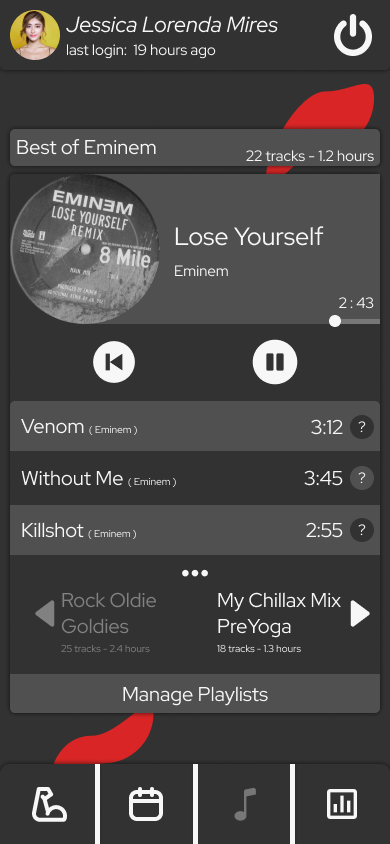 Jessica Lorenda Mires
last login: 19 hours ago
Best of Eminem
22 tracks - 1.2 hours
EMINEM
LOSE YOURSELF
REMIX
8 Mile
Lose Yourself
Eminem
2 : 43
Venom ( Eminem ) 3:12 ?
Without Me ( Eminem ) 3:45 ?
Killshot ( Eminem ) 2:55 ?
Rock Oldie
Goldies
25 tracks - 2.4 hours
My Chillax Mix
PreYoga
18 tracks - 1.3 hours
Manage Playlists